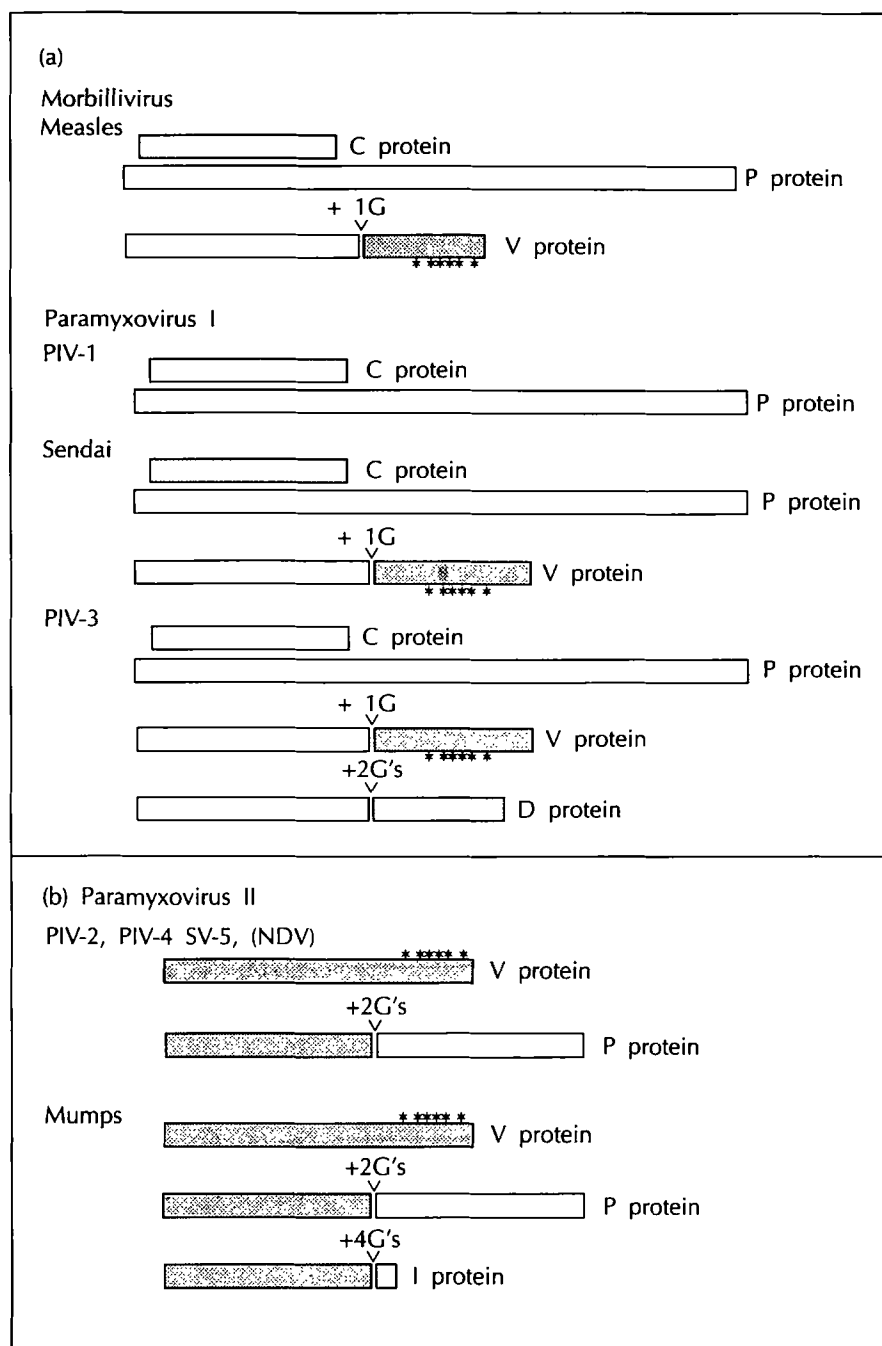 (a)
Morbillivirus
Measles
C protein
P protein
+ 1G
V protein
Paramyxovirus I
PIV-1
C protein
P protein
Sendai
C protein
P protein
+ 1G
V protein
PIV-3
C protein
P protein
+ 1G
V protein
+2G's
D protein
(b) Paramyxovirus II
PIV-2, PIV-4 SV-5, (NDV)
V protein
+2G's
P protein
Mumps
V protein
+2G's
P protein
+4G's
I protein